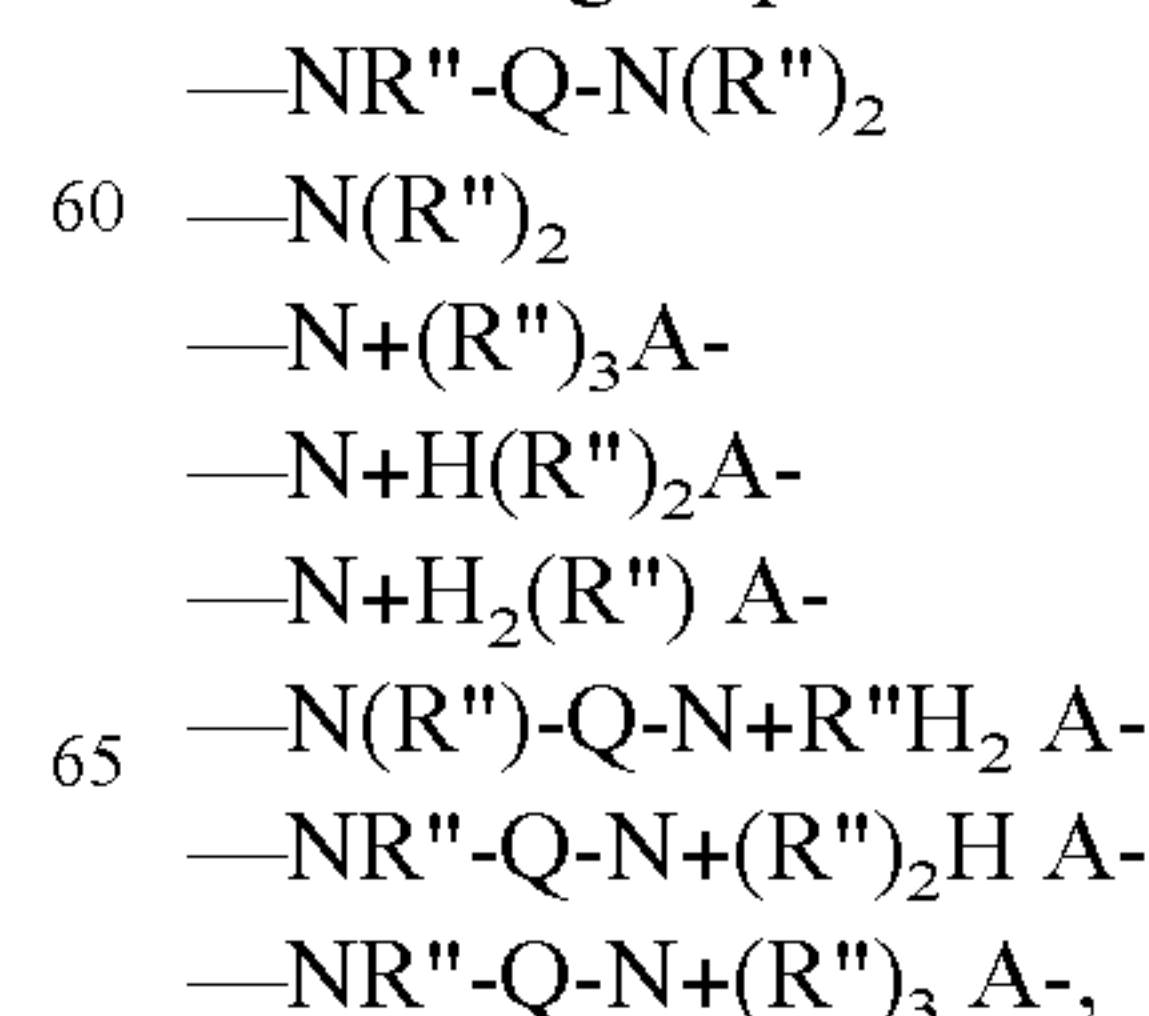 —NR"-Q-N(R")₂
60 —N(R")₂
—N+(R")₃A-
—N+H(R")₂A-
—N+H₂(R") A-
—N(R")-Q-N+R"H₂ A-
65
—NR"-Q-N+(R")₂H A-
—NR"-Q-N+(R")₃ A-,